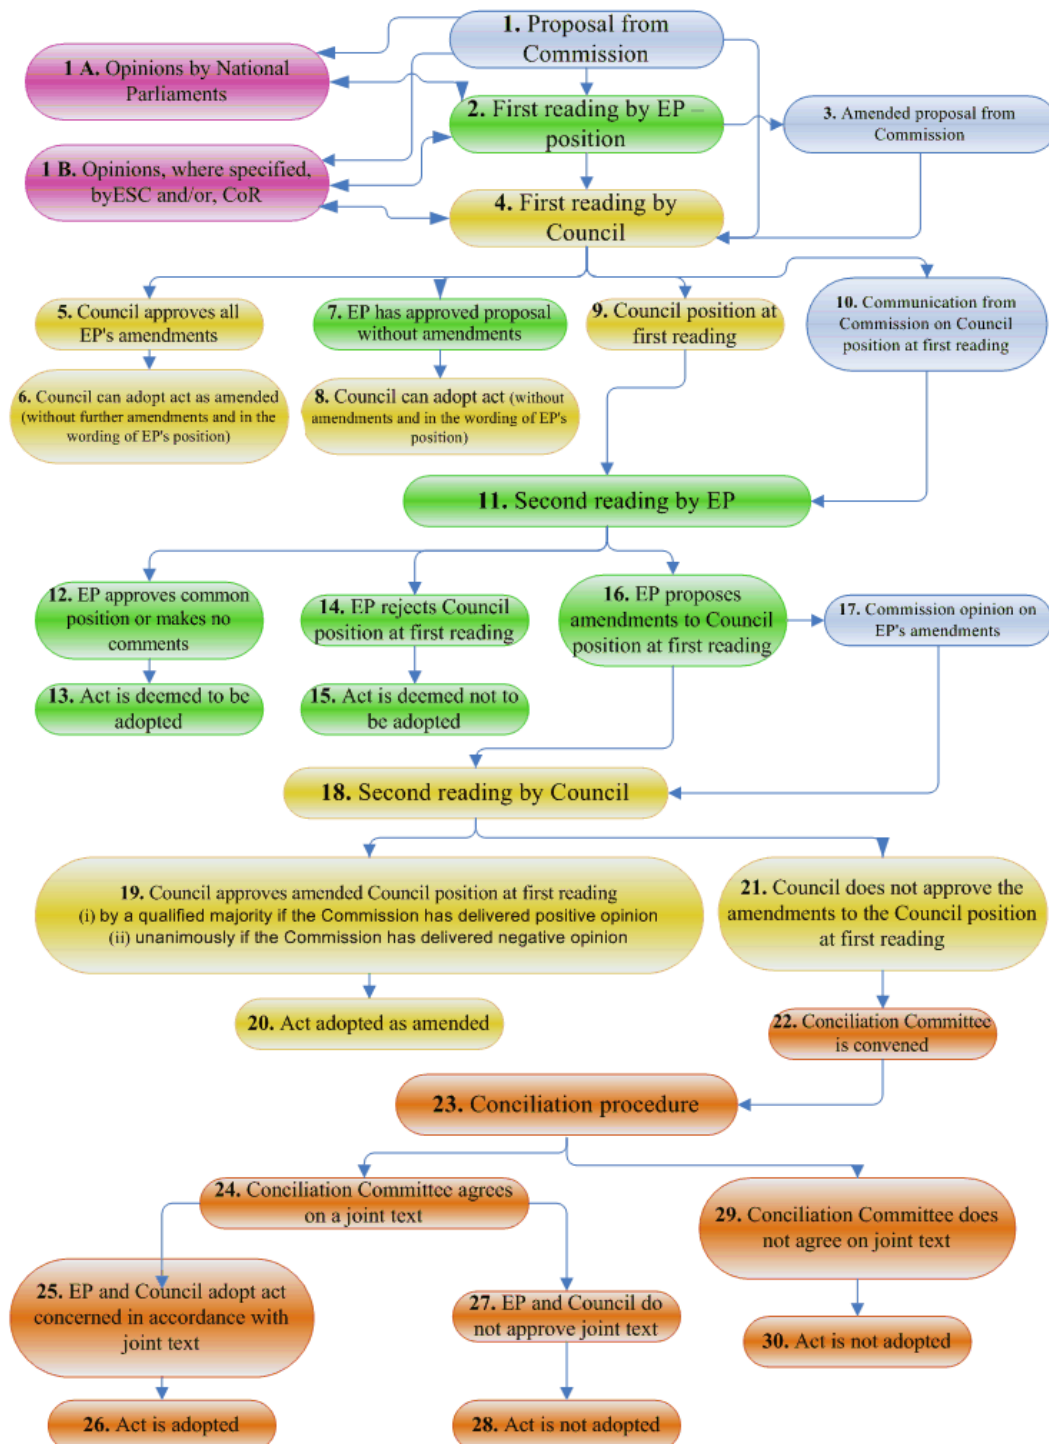 1. Proposal from
Commission
1 A. Opinions by National
Parliaments
2. First reading by EP –
position
3. Amended proposal from
Commission
1 B. Opinions, where specified,
byESC and/or, CoR
4. First reading by
Council
5. Council approves all
EP's amendments
7. EP has approved proposal
without amendments
9. Council position at
first reading
10. Communication from
Commission on Council
position at first reading
6. Council can adopt act as amended
(without further amendments and in the
wording of EP's position)
8. Council can adopt act (without
amendments and in the wording of EP's
position)
11. Second reading by EP
12. EP approves common
position or makes no
comments
14. EP rejects Council
position at first reading
16. EP proposes
amendments to Council
position at first reading
17. Commission opinion on
EP's amendments
13. Act is deemed to be
adopted
15. Act is deemed not to
be adopted
18. Second reading by Council
19. Council approves amended Council position at first reading
(i) by a qualified majority if the Commission has delivered positive opinion
(ii) unanimously if the Commission has delivered negative opinion
21. Council does not approve the
amendments to the Council position
at first reading
20. Act adopted as amended
22. Conciliation Committee
is convened
23. Conciliation procedure
24. Conciliation Committee agrees
on a joint text
29. Conciliation Committee does
not agree on joint text
25. EP and Council adopt act
concerned in accordance with
joint text
27. EP and Council do
not approve joint text
30. Act is not adopted
26. Act is adopted
28. Act is not adopted